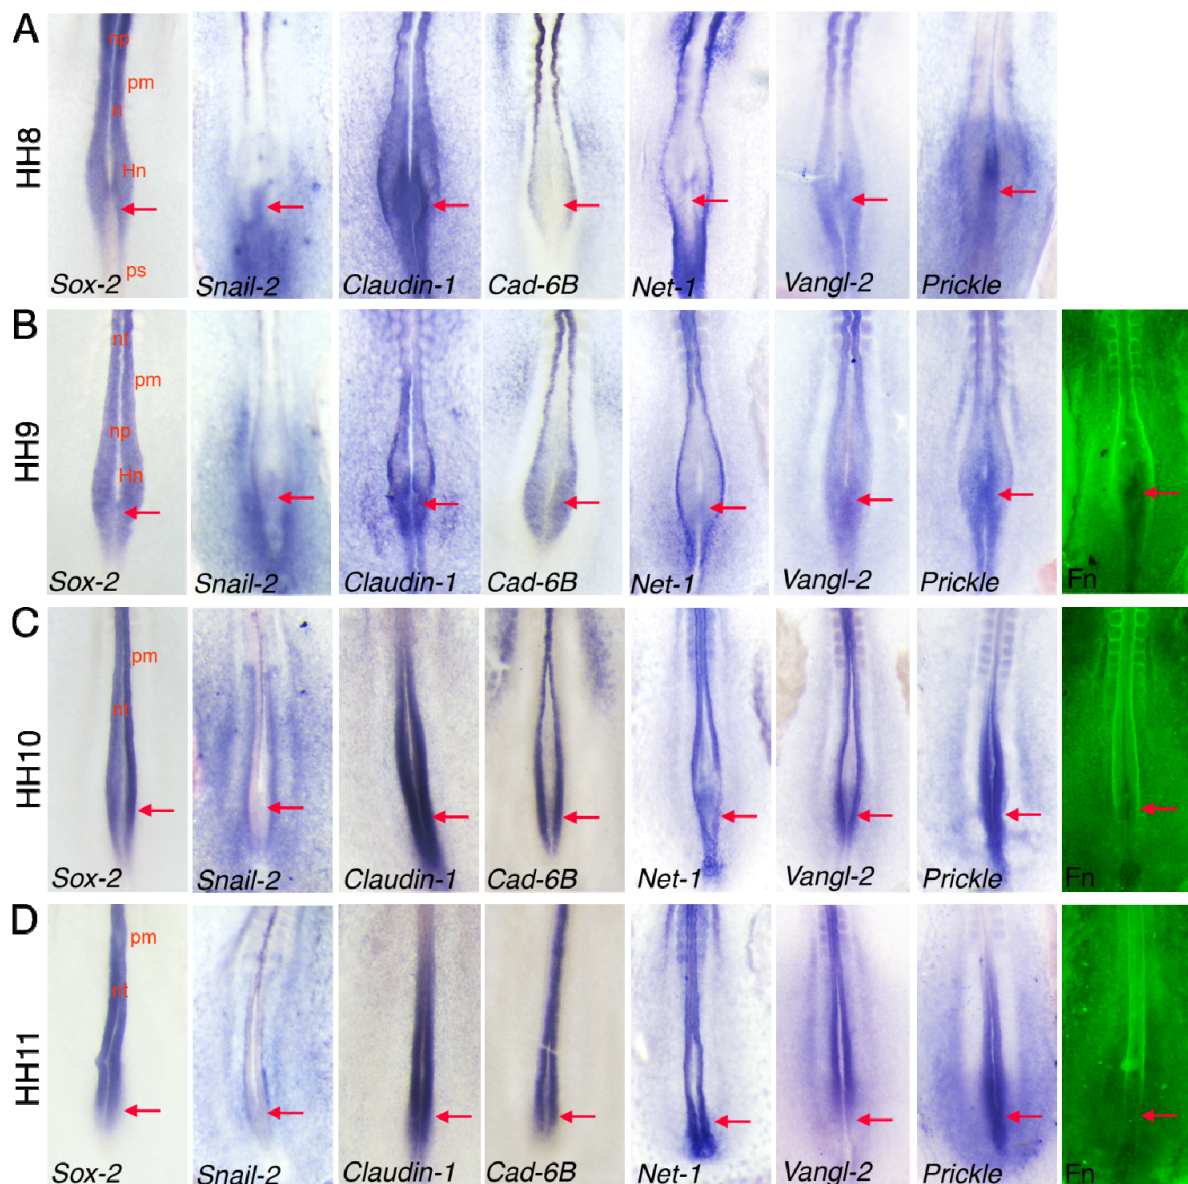 A
HH8
np
pm
n
Hn
ps
Sox-2
Snail-2
Claudin-1
Cad-6B
Net-1
Vangl-2
Prickle
B
HH9
nt
pm
np
Hn
Sox-2
Snail-2
Claudin-1
Cad-6B
Net-1
Vangl-2
Prickle
Fn
C
HH10
pm
nt
Sox-2
Snail-2
Claudin-1
Cad-6B
Net-1
Vangl-2
Prickle
Fn
D
HH11
pm
nt
Sox-2
Snail-2
Claudin-1
Cad-6B
Net-1
Vangl-2
Prickle
Fn